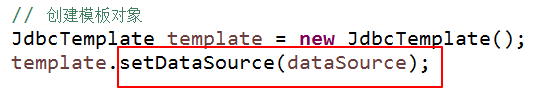 // 创建模板对象
JdbcTemplate template = new JdbcTemplate();
template.setDataSource(dataSource);